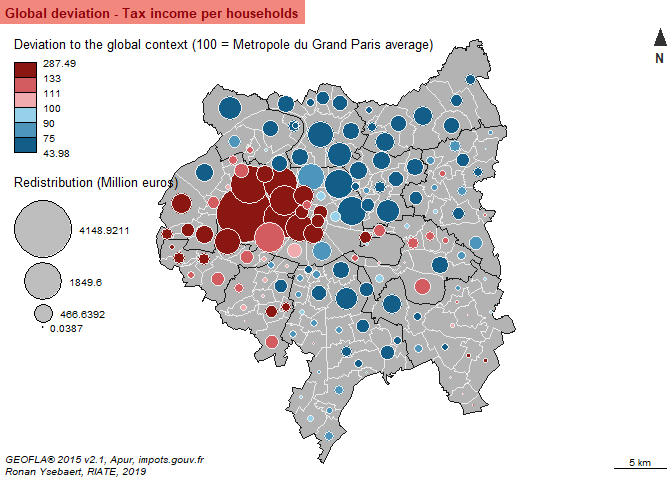 Global deviation - Tax income per households
Deviation to the global context (100 = Metropole du Grand Paris average)
287.49
133
111
100
90
75
43.98
N
Redistribution (Million euros)
4148.9211
1849.6
466.6392
0.0387
GEOFLA® 2015 v2.1, Apur, impots.gouv.fr
Ronan Ysebaert, RIATE, 2019
5 km